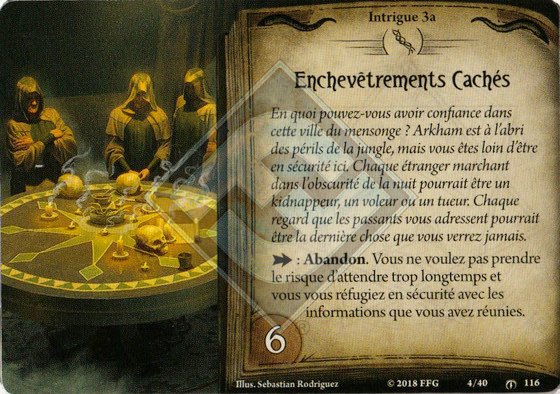 Intrigue 3a
Enchevêtrements Cachés
En quoi pouvez-vous avoir confiance dans
cette ville du mensonge ? Arkham est à l'abri
des périls de la jungle, mais vous êtes loin d'être
en sécurité ici. Chaque étranger marchant
dans l'obscurité de la nuit pourrait être un
kidnappeur, un voleur ou un tueur. Chaque
regard que les passants vous adressent pourrait
être la dernière chose que vous verrez jamais.
: Abandon. Vous ne voulez pas prendre
le risque d'attendre trop longtemps et
vous vous réfugiez en sécurité avec les
informations que vous avez réunies.
6
Illus. Sebastian Rodriguez © 2018 FFG 4/40 116